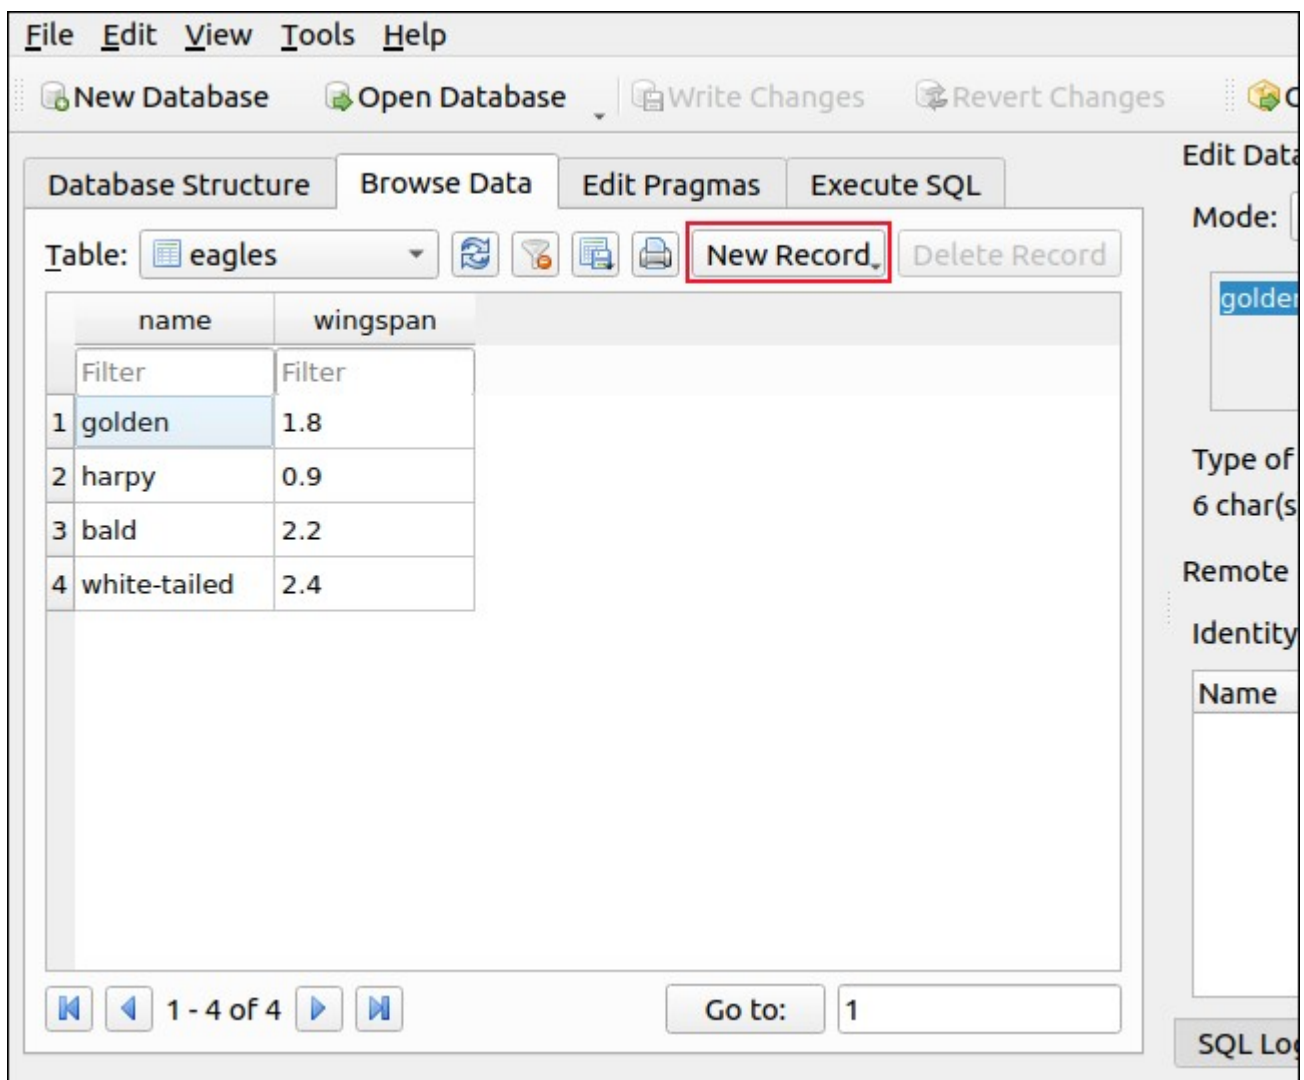 File Edit View Tools Help
New Database Open Database Write Changes Revert Changes
Database Structure Browse Data Edit Pragmas Execute SQL
Table: eagles New Record Delete Record
name wingspan
Filter Filter
1 golden 1.8
2 harpy 0.9
3 bald 2.2
4 white-tailed 2.4
1 - 4 of 4 Go to: 1
Edit
Mode:
Type of
6
Remote
Identity
Name
SQL